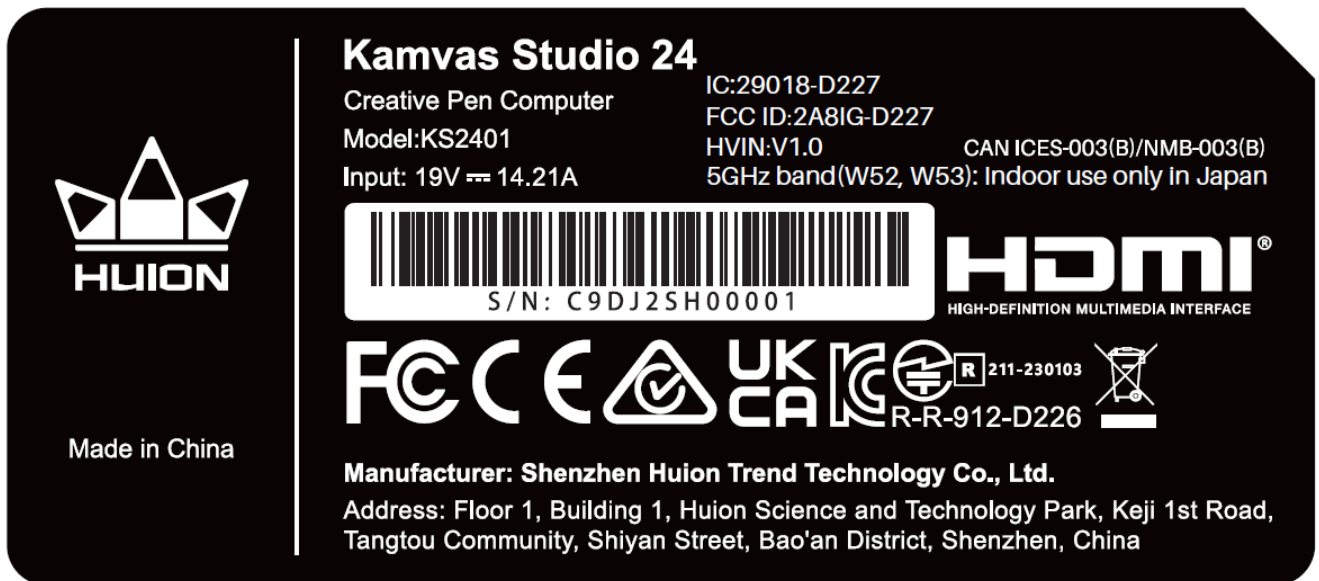 HUION
Made in China
Kamvas Studio 24
Creative Pen Computer
Model:KS2401
Input: 19V ⎓ 14.21A
IC:29018-D227
FCC ID:2A8IG-D227
HVIN:V1.0
CAN ICES-003(B)/NMB-003(B)
5GHz band(W52, W53): Indoor use only in Japan
S/N: C9DJ2SH00001
HDMI®
HIGH-DEFINITION MULTIMEDIA INTERFACE
FC CE UK CA KC R 211-230103
R-R-912-D226
Manufacturer: Shenzhen Huion Trend Technology Co., Ltd.
Address: Floor 1, Building 1, Huion Science and Technology Park, Keji 1st Road,
Tangtou Community, Shiyan Street, Bao'an District, Shenzhen, China